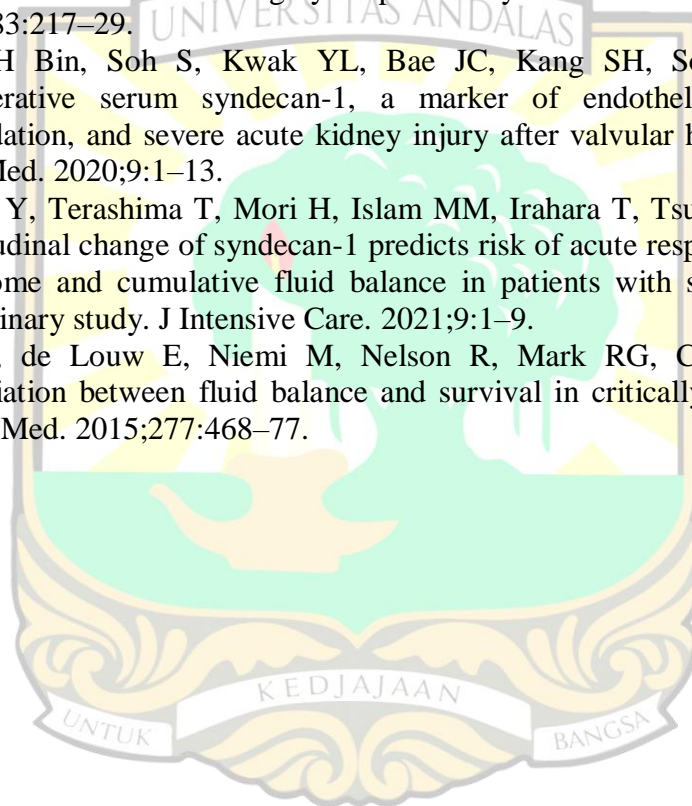 83:217–29.
UNIVERSITAS ANDALAS
H Bin, Soh S, Kwak YL, Bae JC, Kang SH, So
erative serum syndecan-1, a marker of endothel
lation, and severe acute kidney injury after valvular h
Med. 2020;9:1–13.
Y, Terashima T, Mori H, Islam MM, Irahara T, Tsu
udinal change of syndecan-1 predicts risk of acute resp
ome and cumulative fluid balance in patients with s
inary study. J Intensive Care. 2021;9:1–9.
, de Louw E, Niemi M, Nelson R, Mark RG, C
iation between fluid balance and survival in critically
Med. 2015;277:468–77.
KEDJAJAAN
UNTUK
BANGSA